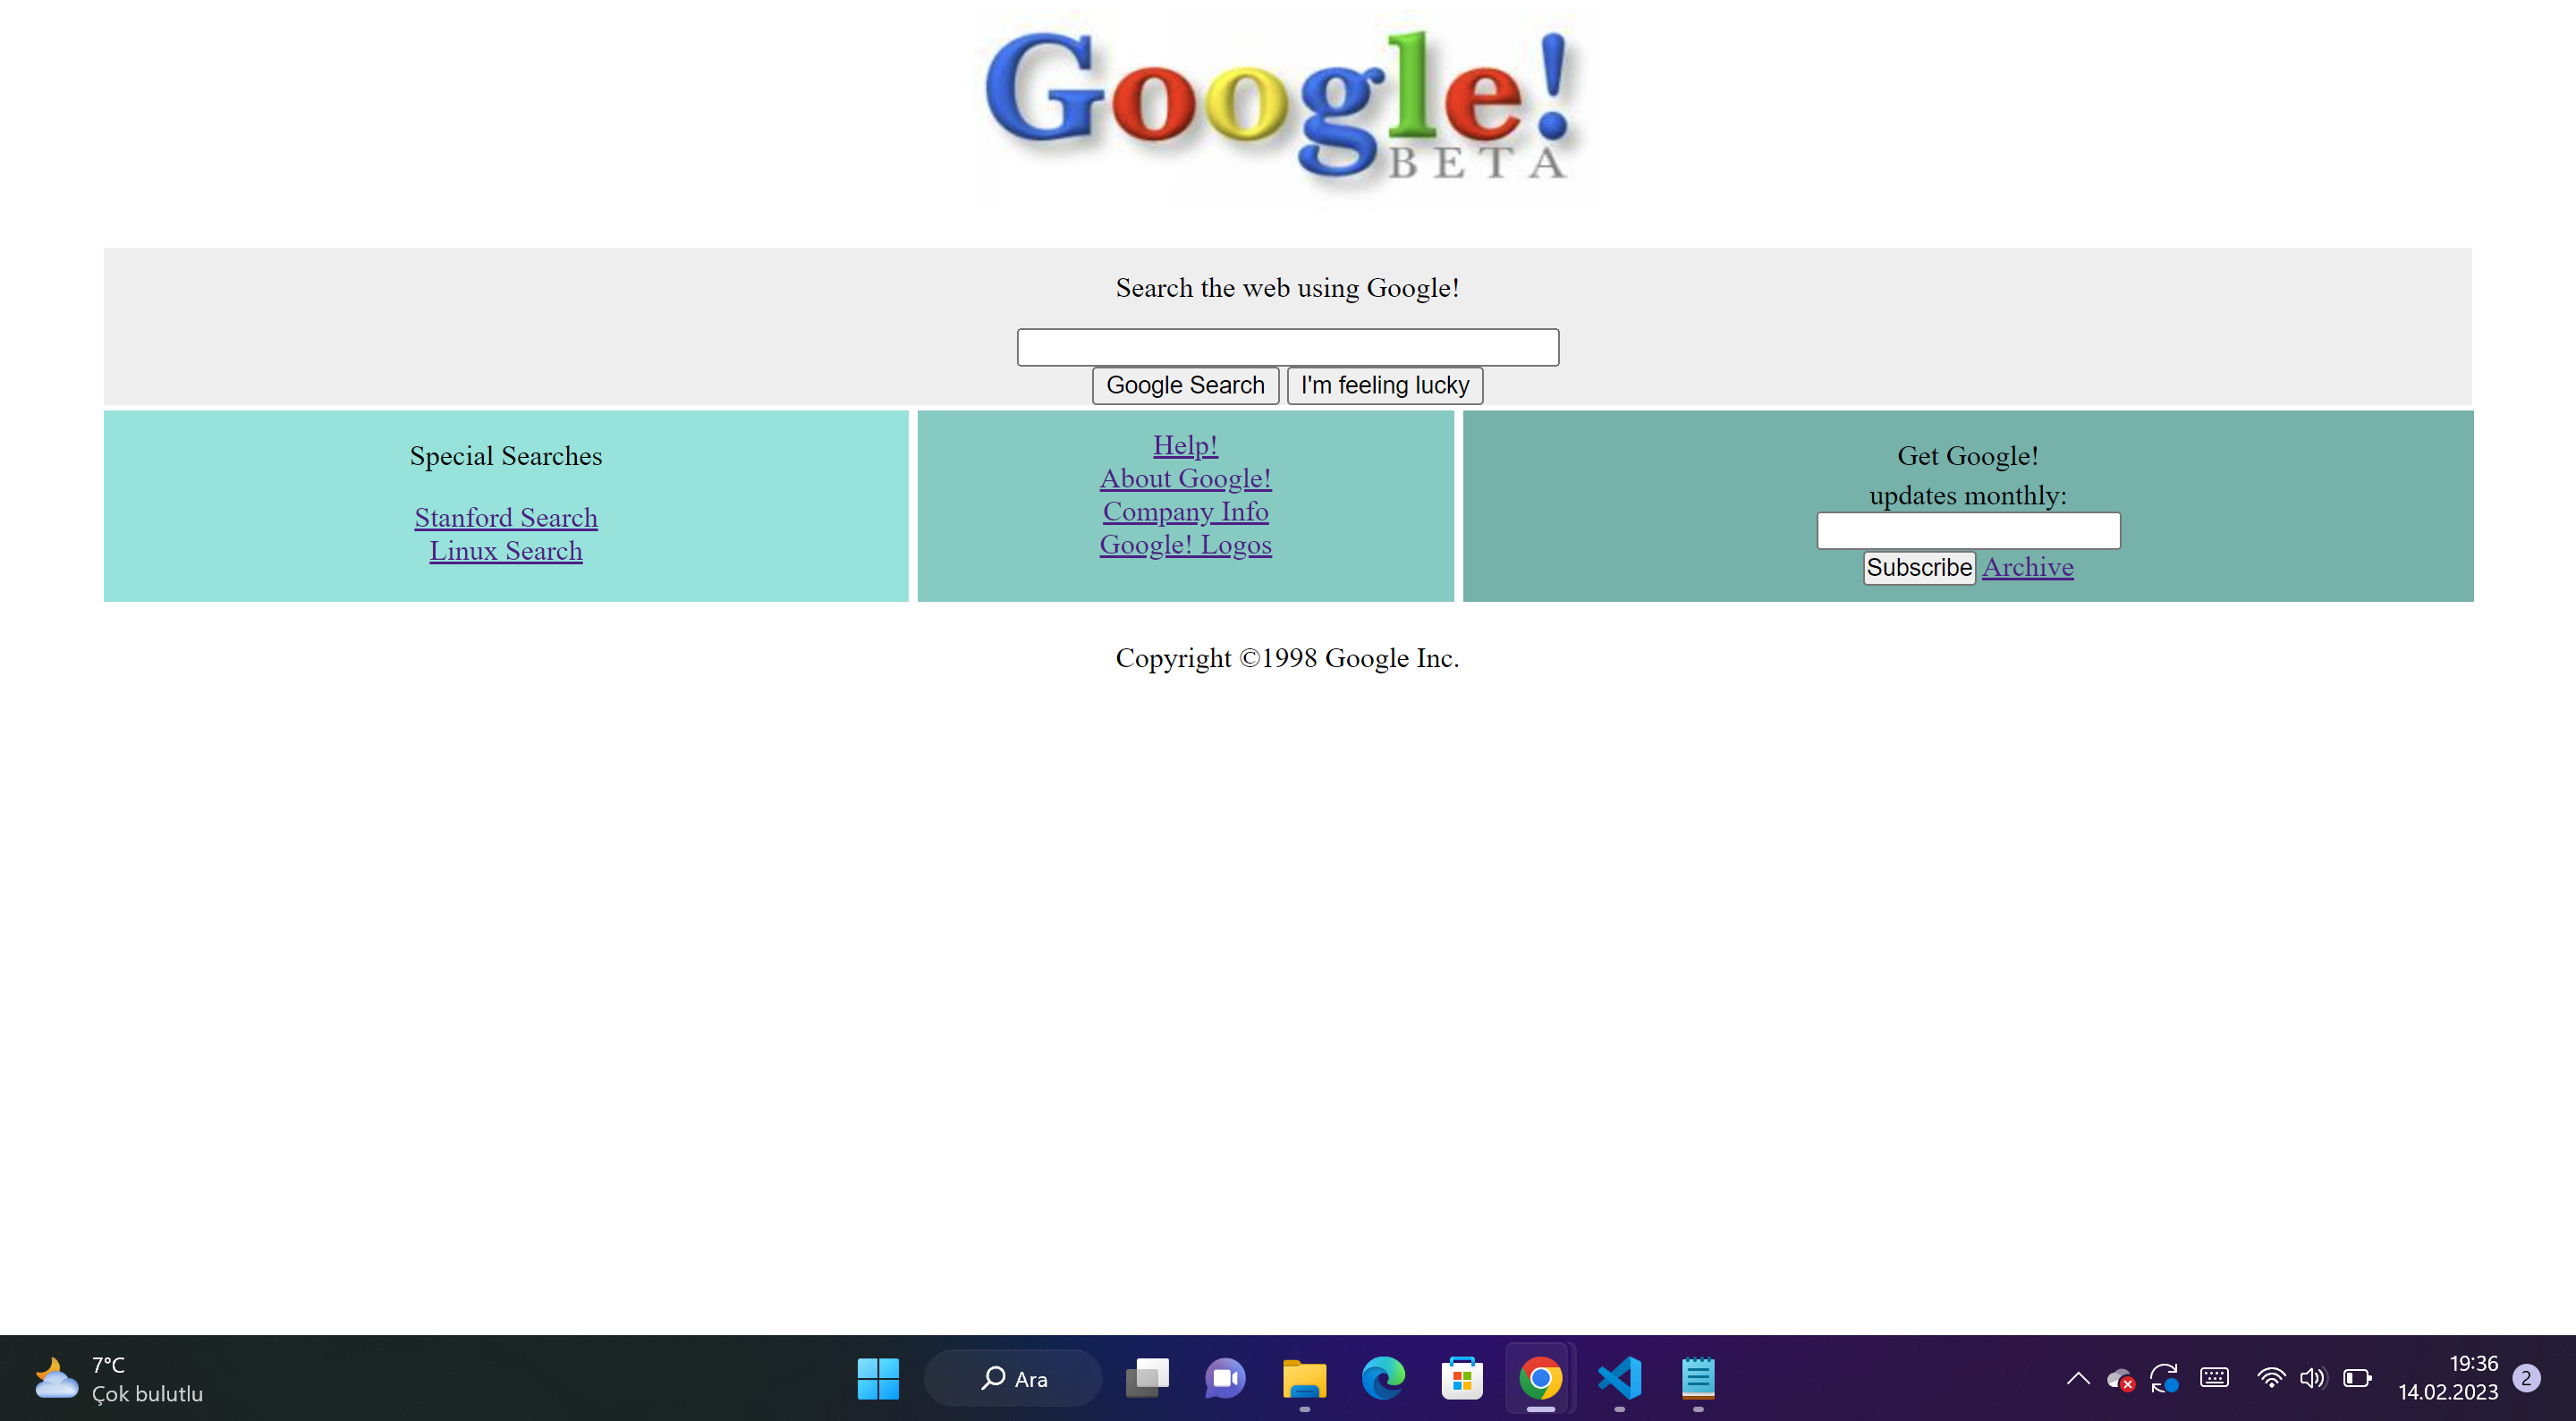 Google!
BETA
Search the web using Google!
Google Search I'm feeling lucky
Special Searches
Stanford Search
Linux Search
Help!
About Google!
Company Info
Google! Logos
Get Google!
updates monthly:
Subscribe Archive
Copyright ©1998 Google Inc.
7°C
Çok bulutlu
Ara
19:36
14.02.2023
2